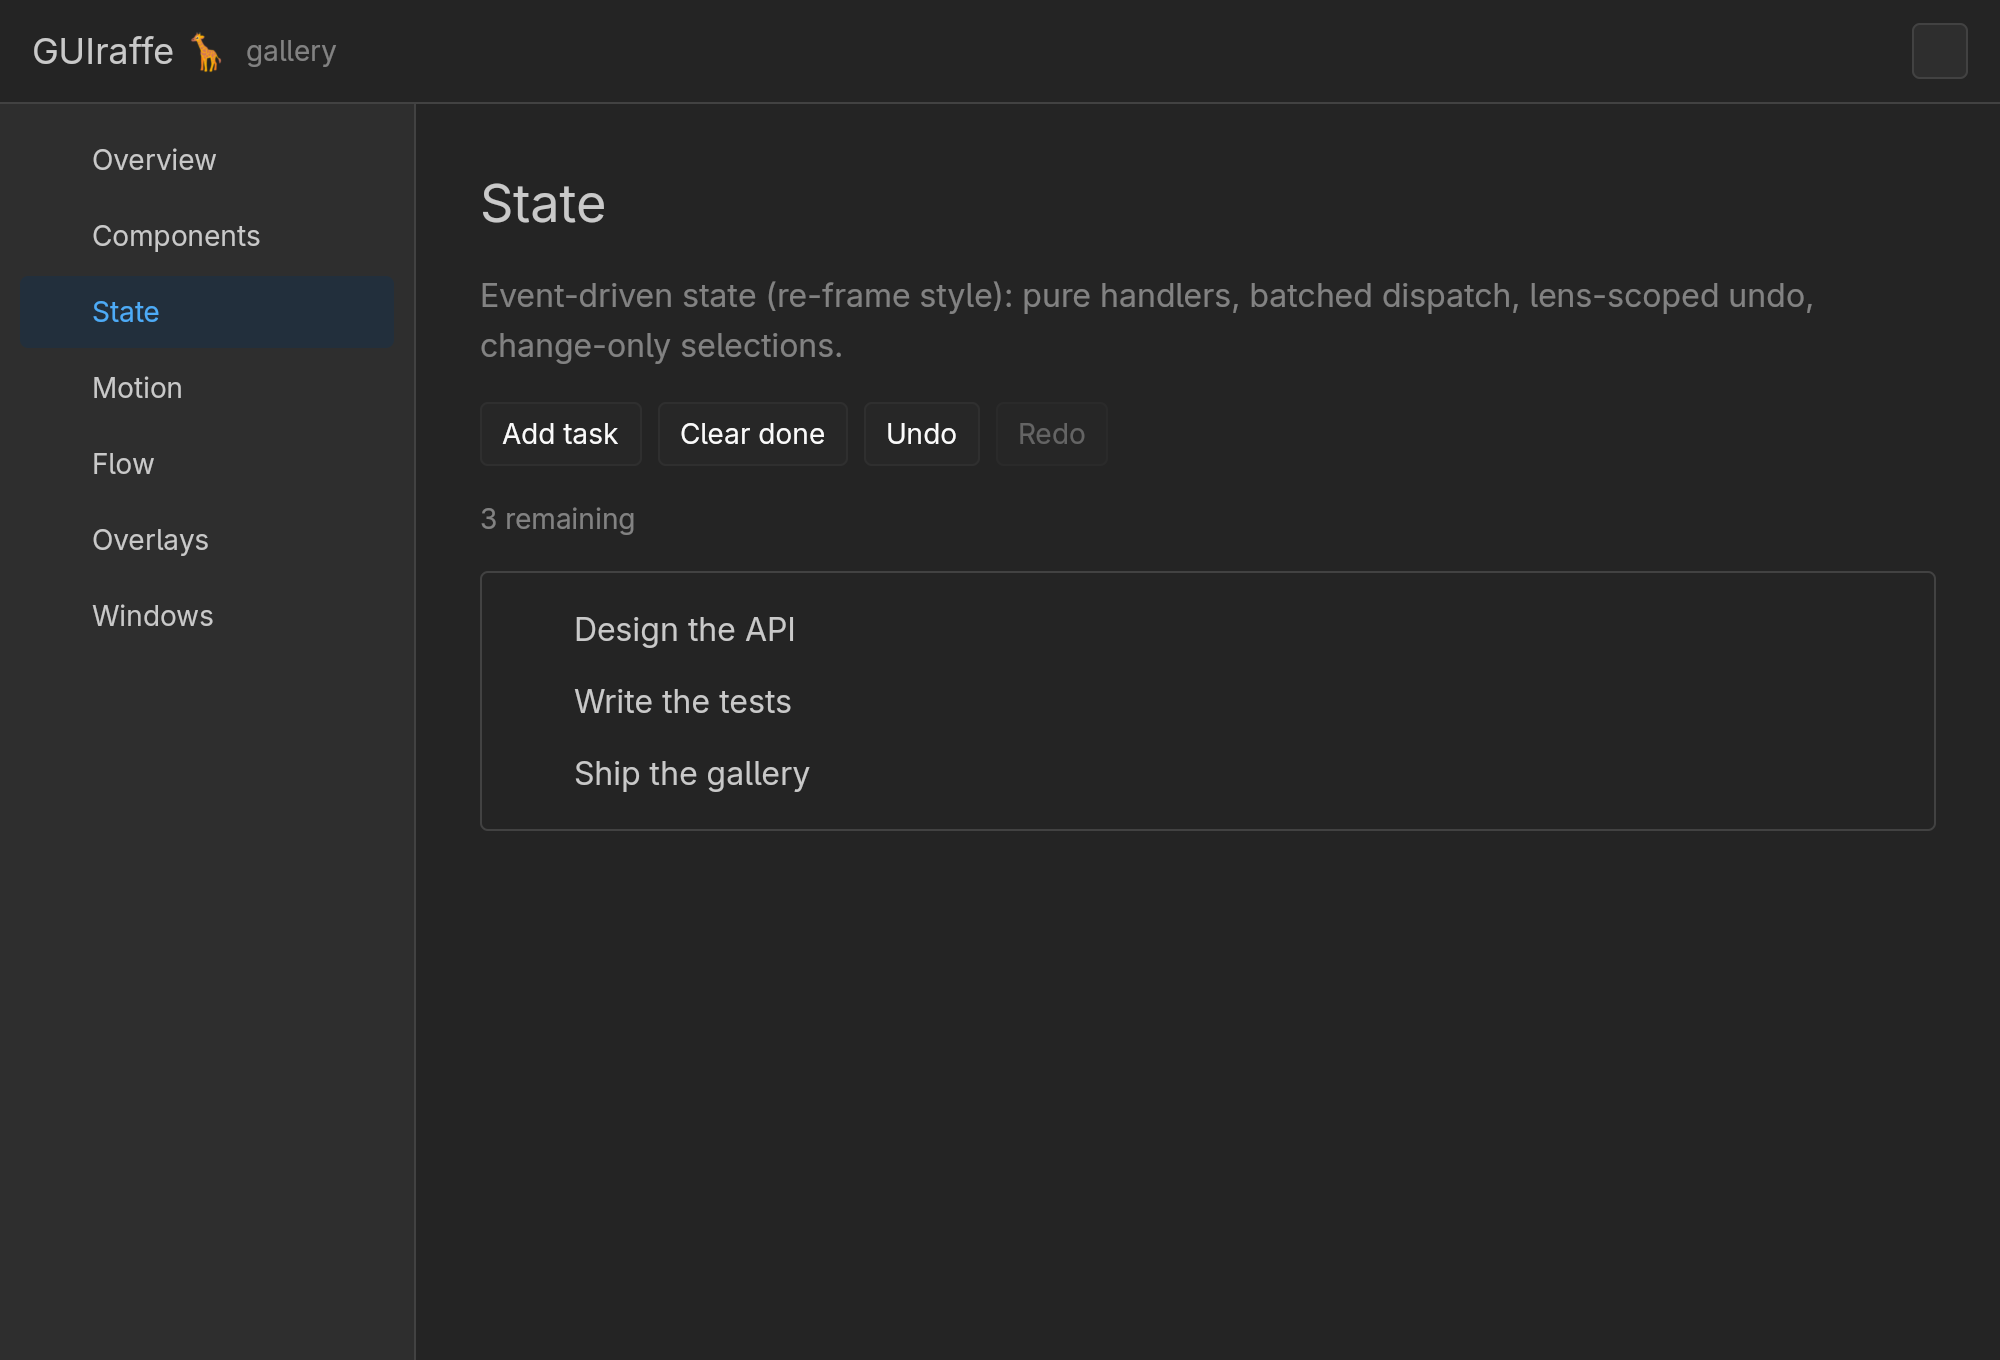 GUIraffe 🦒 gallery
Overview
Components
State
Motion
Flow
Overlays
Windows
State
Event-driven state (re-frame style): pure handlers, batched dispatch, lens-scoped undo,
change-only selections.
Add task Clear done Undo Redo
3 remaining
Design the API
Write the tests
Ship the gallery